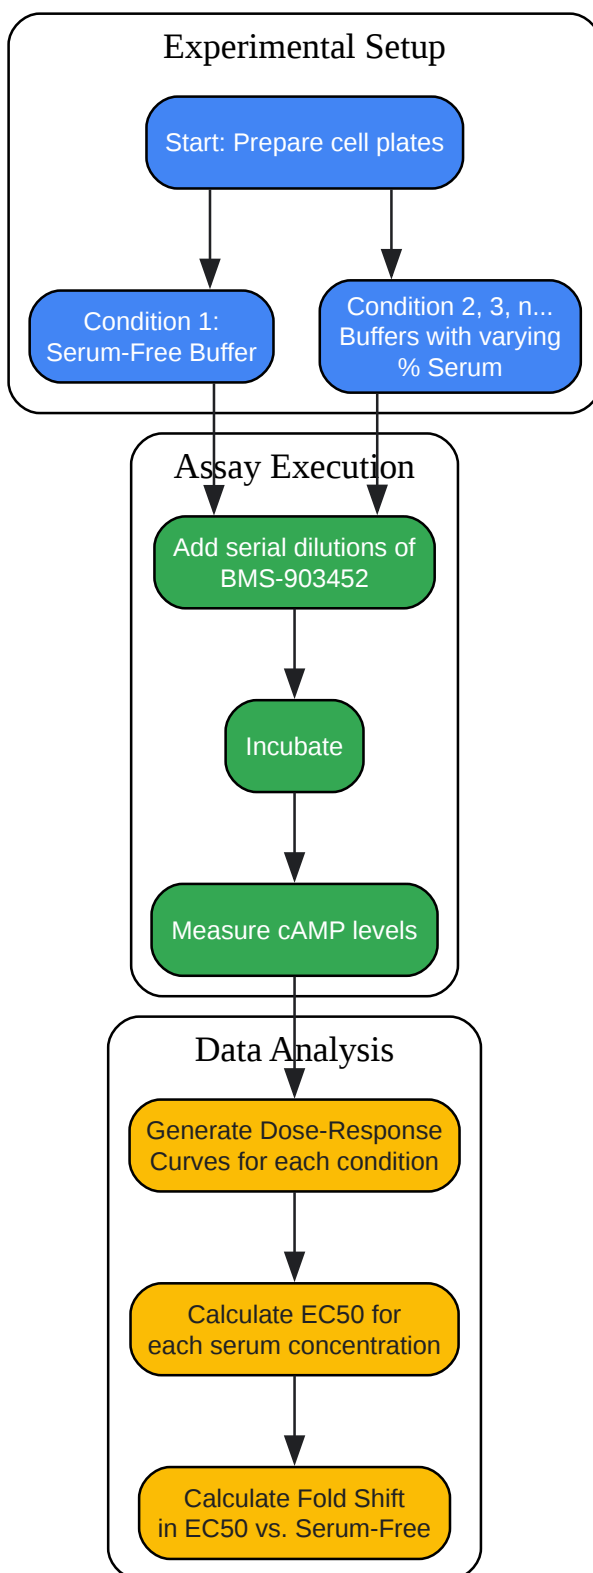 Experimental Setup
Start: Prepare cell plates
Condition 1:
Serum-Free Buffer
Condition 2, 3, n...
Buffers with varying
% Serum
Assay Execution
Add serial dilutions of
BMS-903452
Incubate
Measure cAMP levels
Data Analysis
Generate Dose-Response
Curves for each condition
Calculate EC50 for
each serum concentration
Calculate Fold Shift
in EC50 vs. Serum-Free